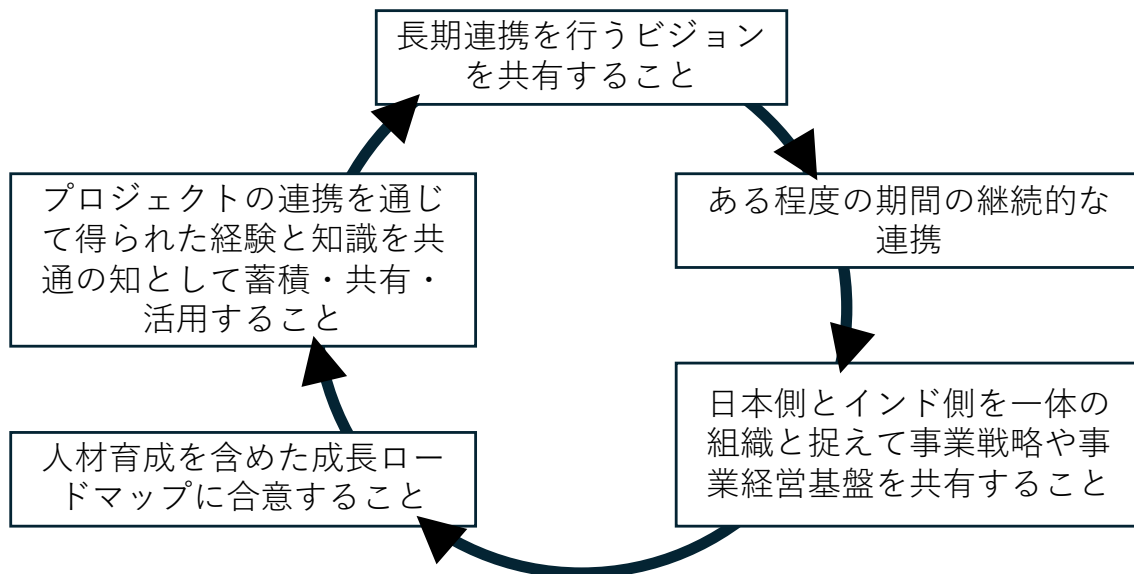 長期連携を行うビジョン
を共有すること
ある程度の期間の継続的な
連携
日本側とインド側を一体の
組織と捉えて事業戦略や事
業経営基盤を共有すること
人材育成を含めた成長ロー
ドマップに合意すること
プロジェクトの連携を通じ
て得られた経験と知識を共
通の知として蓄積・共有・
活用すること